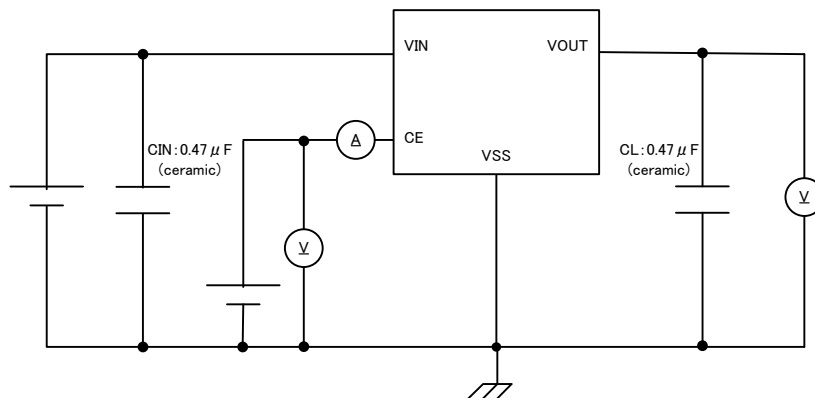 VIN
VOUT
CIN:0.47μF
(ceramic)
A
CE
VSS
CL:0.47μF
(ceramic)
V
V